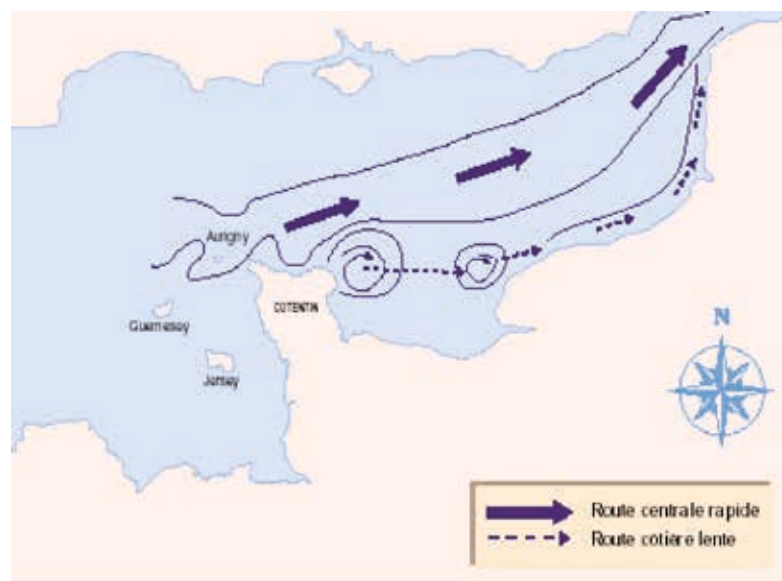 Aurigny
COTENTIN
Guernesey
Jersey
N
Route centrale rapide
Route côtière lente